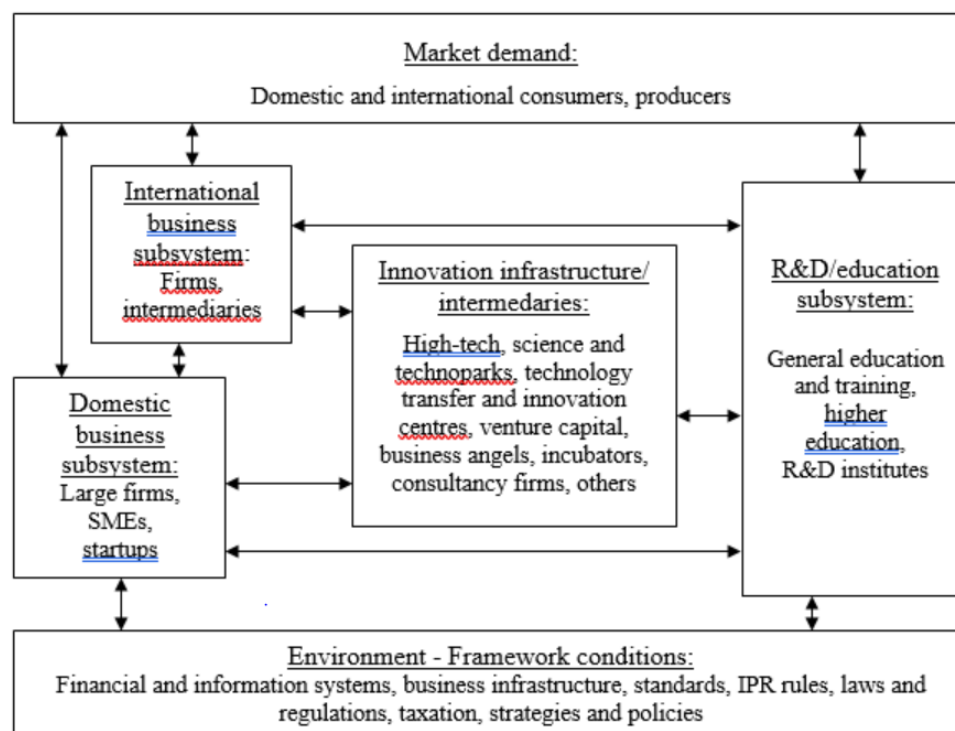 Market demand:
Domestic and international consumers, producers
International
business
subsystem:
Firms,
intermediaries
Innovation infrastructure/
intermedaries:
High-tech, science and
technoparks, technology
transfer and innovation
centres, venture capital,
business angels, incubators,
consultancy firms, others
R&D/education
subsystem:
General education
and training,
higher
education,
R&D institutes
Domestic
business
subsystem:
Large firms,
SMEs,
startups
Environment - Framework conditions:
Financial and information systems, business infrastructure, standards, IPR rules, laws and
regulations, taxation, strategies and policies